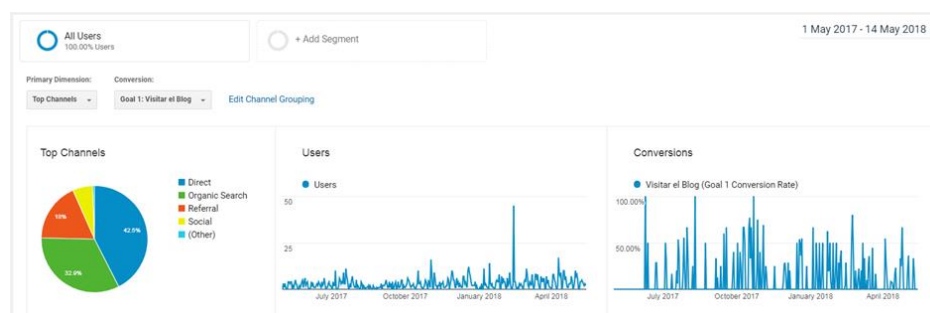 All Users
100.00% Users
+ Add Segment
1 May 2017 - 14 May 2018
Primary Dimension:
Conversion:
Top Channels
Goal 1: Visitar el Blog
Edit Channel Grouping
Top Channels
Direct
Organic Search
Referral
Social
(Other)
42.5%
18%
Users
Users
50
25
July 2017
October 2017
January 2018
April 2018
Conversions
Visitar el Blog (Goal 1 Conversion Rate)
100.00%
50.00%
July 2017
October 2017
January 2018
April 2018